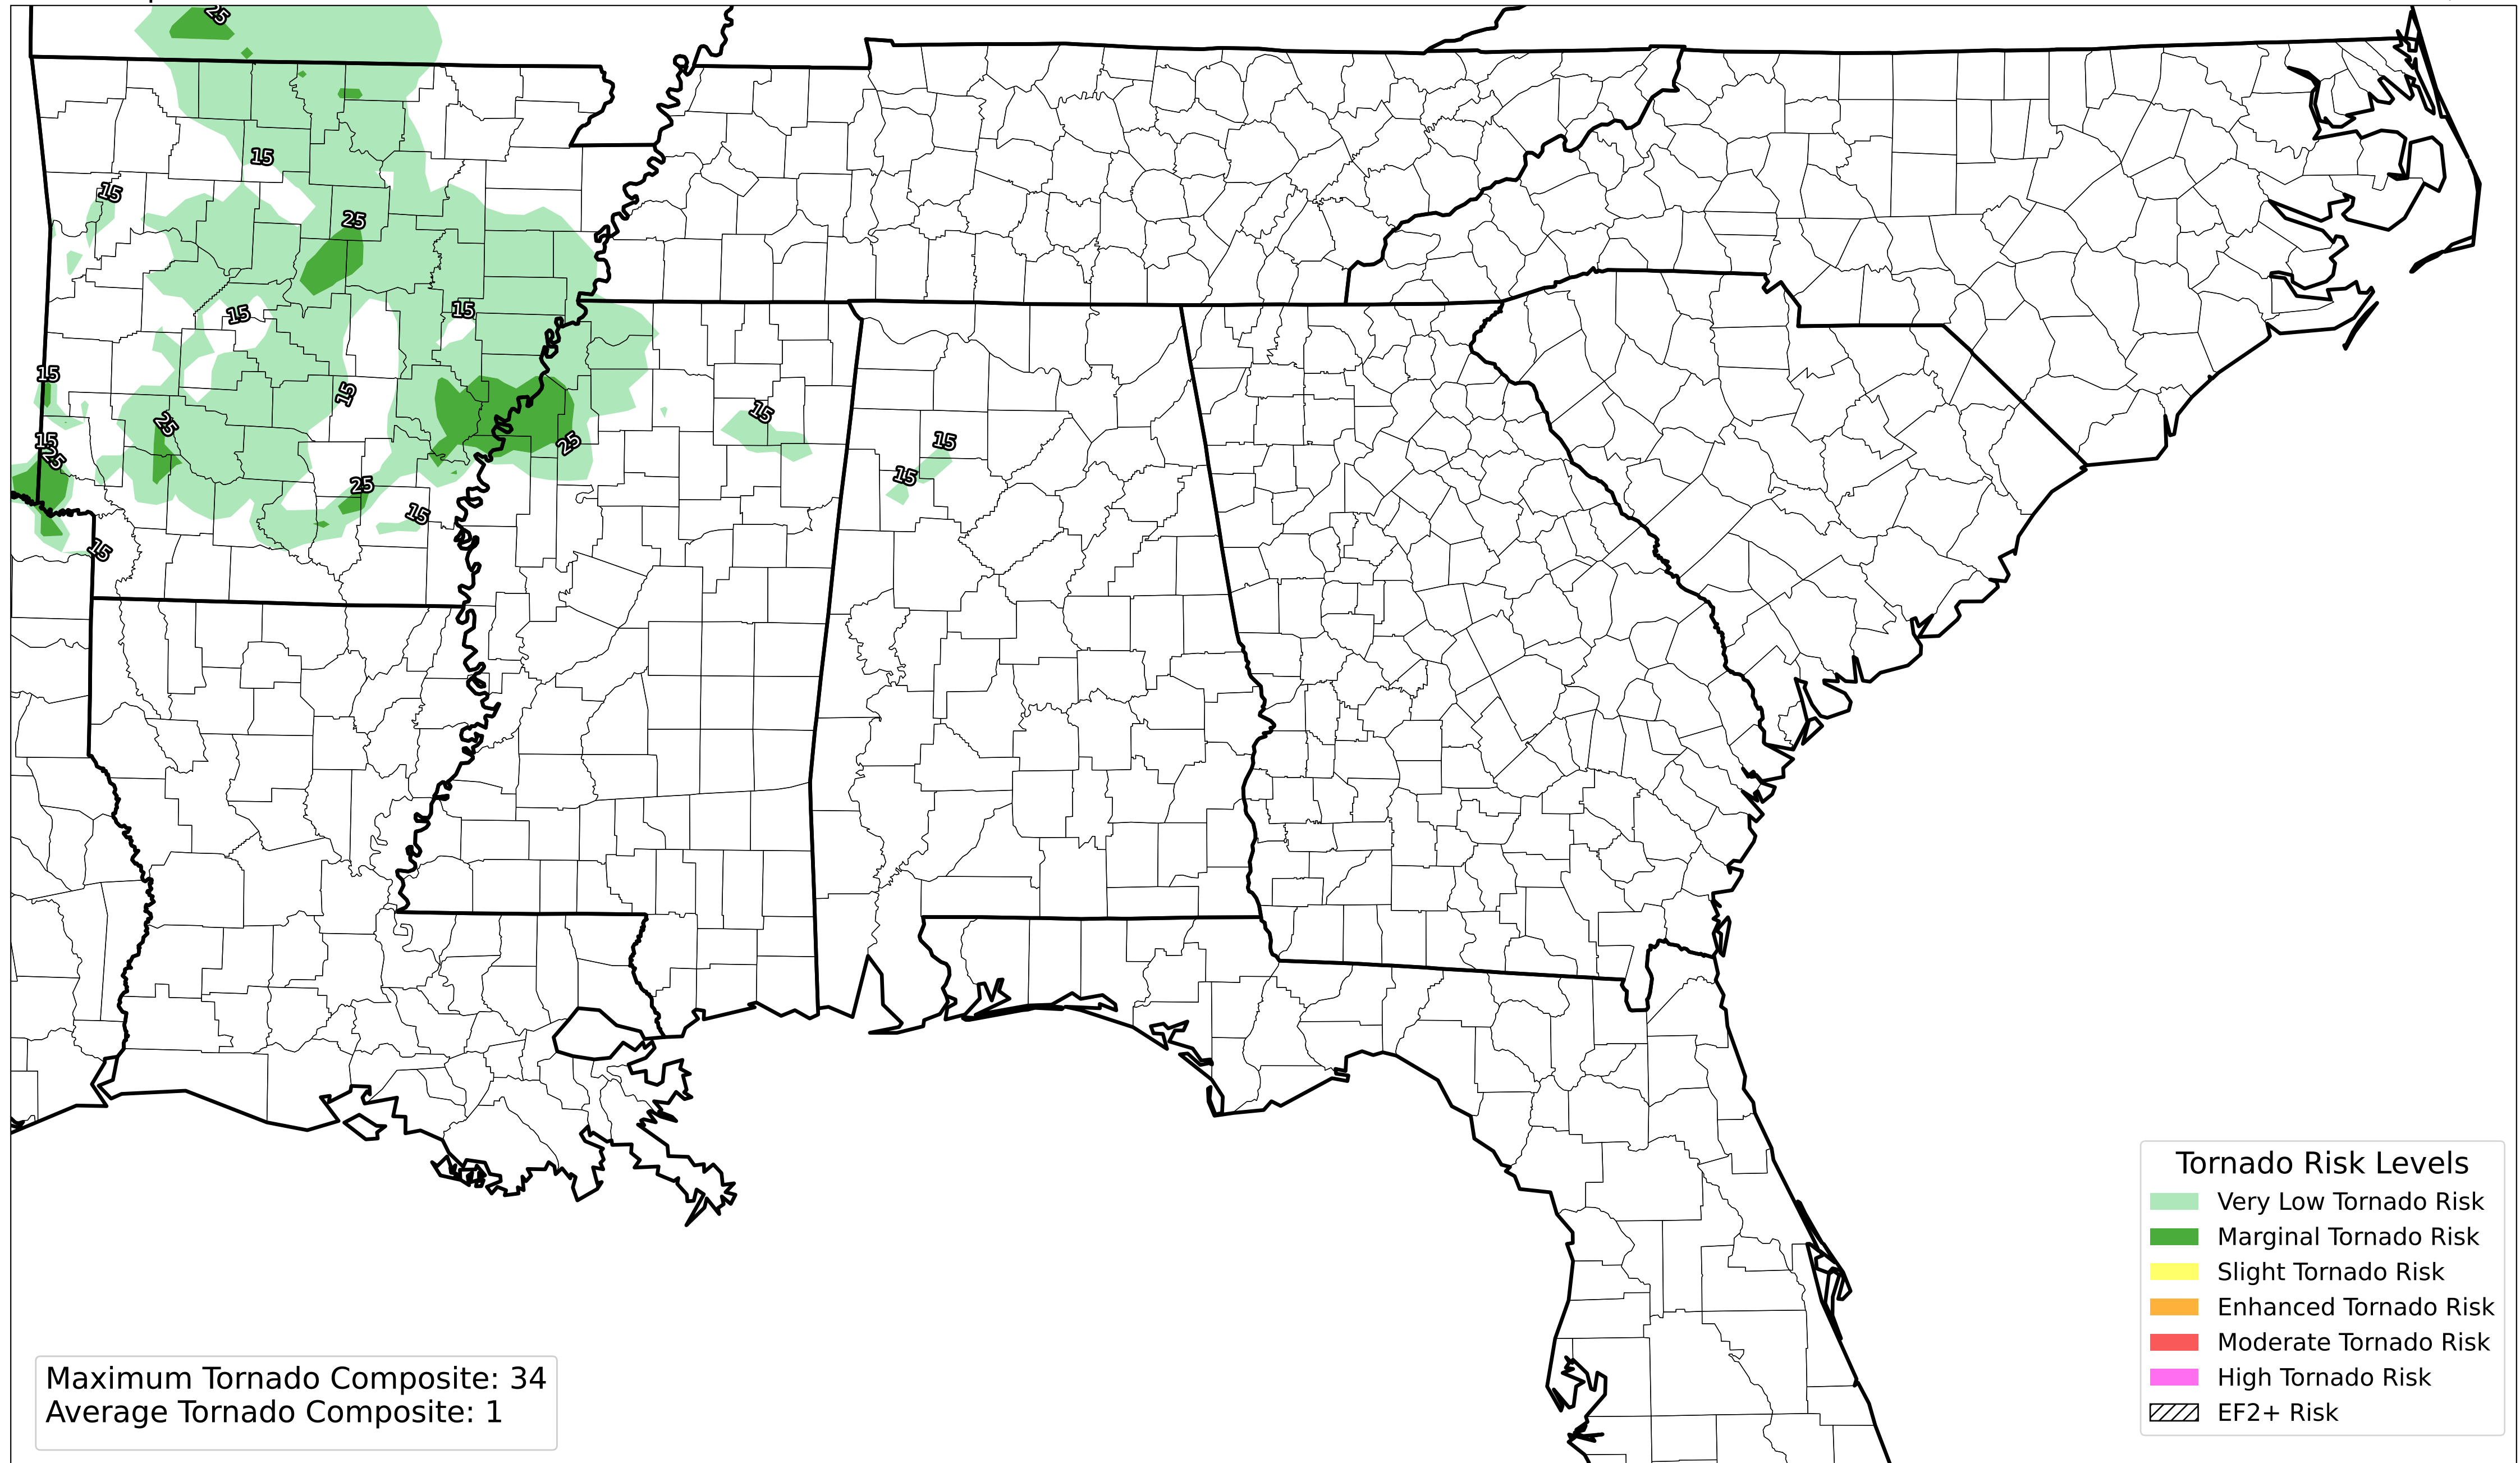 25
15
15
25
15
15
15
15
15
25
15
25
15
25
15
15
25
15
15
Tornado Risk Levels
Very Low Tornado Risk
Marginal Tornado Risk
Slight Tornado Risk
Enhanced Tornado Risk
Moderate Tornado Risk
High Tornado Risk
EF2+ Risk
Maximum Tornado Composite: 34
Average Tornado Composite: 1